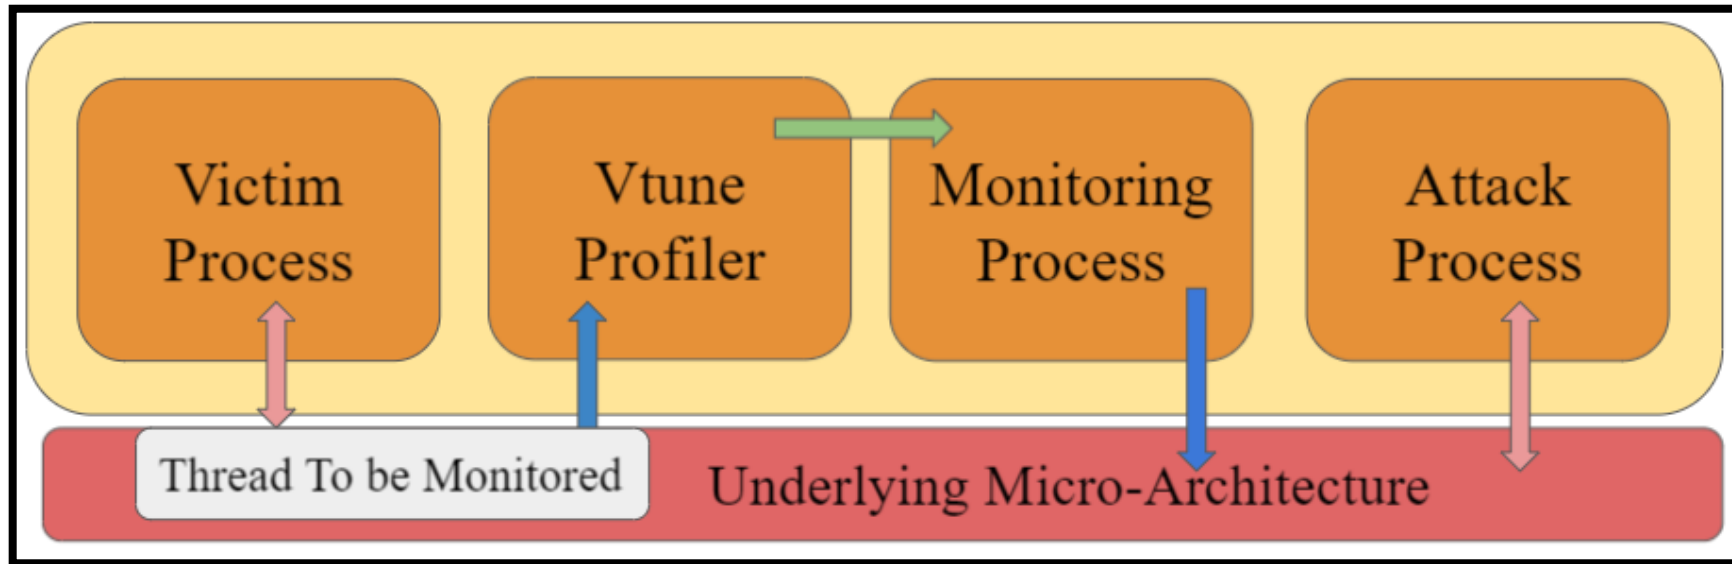 Victim
Process
Vtune
Profiler
Monitoring
Process
Attack
Process
Thread To be Monitored
Underlying Micro-Architecture